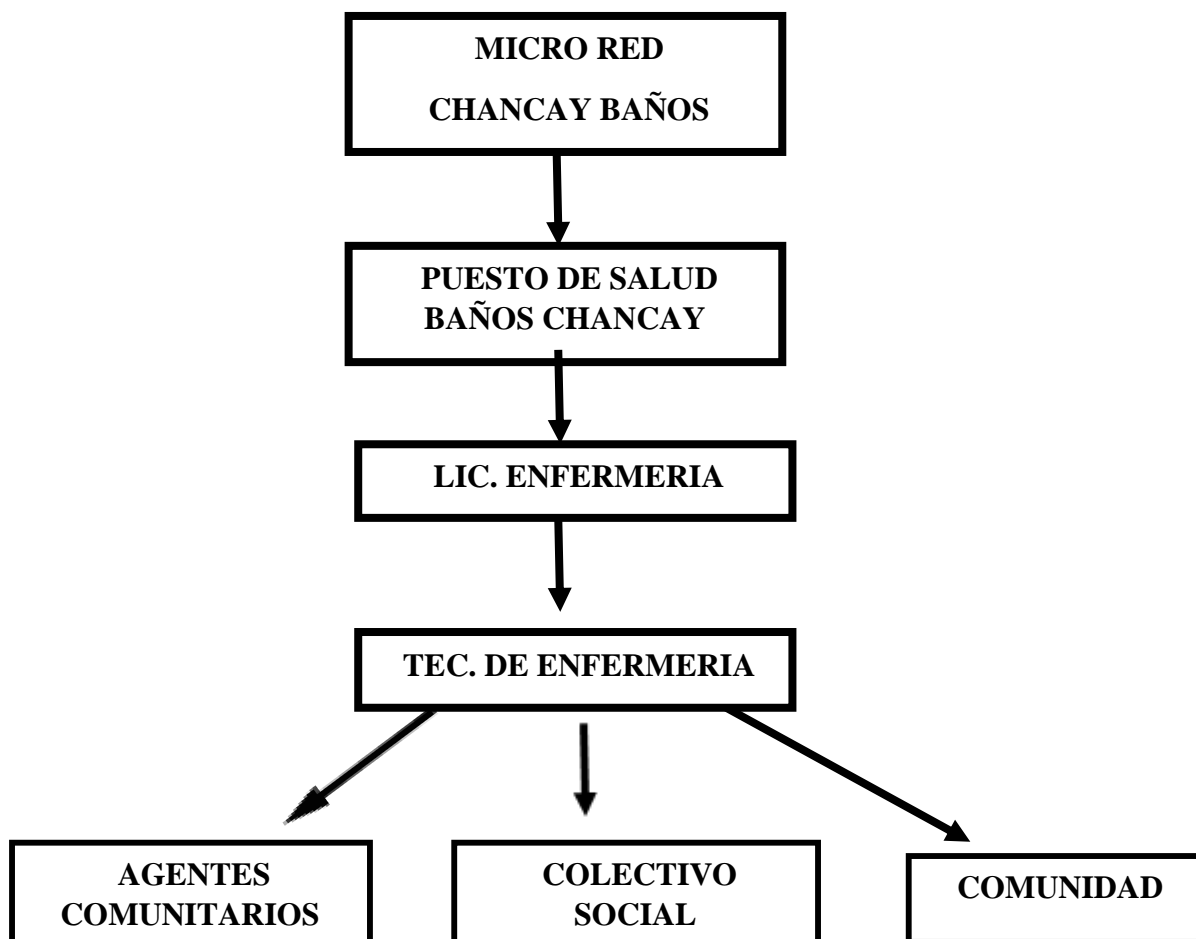 MICRO RED
CHANCAY BAÑOS
PUESTO DE SALUD
BAÑOS CHANCAY
LIC. ENFERMERIA
TEC. DE ENFERMERIA
AGENTES
COMUNITARIOS
COLECTIVO
SOCIAL
COMUNIDAD